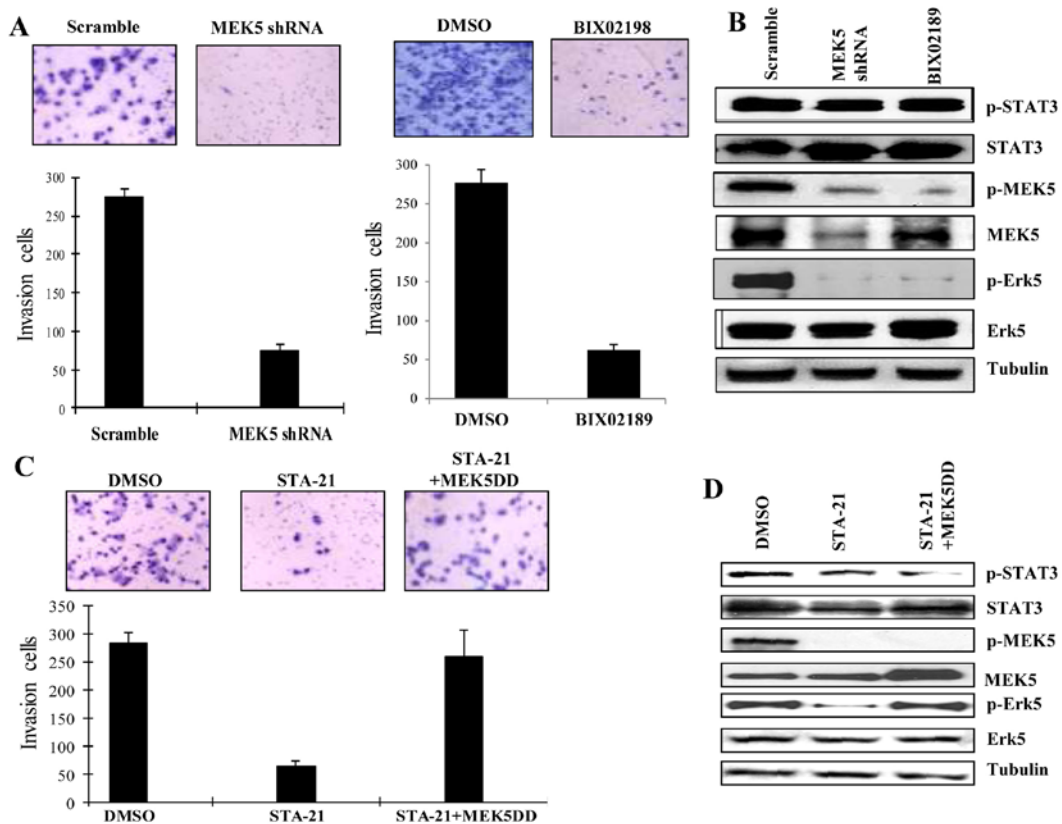 A
Scramble
MEK5 shRNA
DMSO
BIX02198
Invasion cells
300
250
200
150
100
50
0
Scramble
MEK5 shRNA
Invasion cells
300
250
200
150
100
50
0
DMSO
BIX02189
B
Scramble
MEK5
shRNA
BIX02189
p-STAT3
STAT3
p-MEK5
MEK5
p-Erk5
Erk5
Tubulin
C
DMSO
STA-21
STA-21
+MEK5DD
Invasion cells
350
300
250
200
150
100
50
0
DMSO
STA-21
STA-21+MEK5DD
D
DMSO
STA-21
STA-21
+MEK5DD
p-STAT3
STAT3
p-MEK5
MEK5
p-Erk5
Erk5
Tubulin